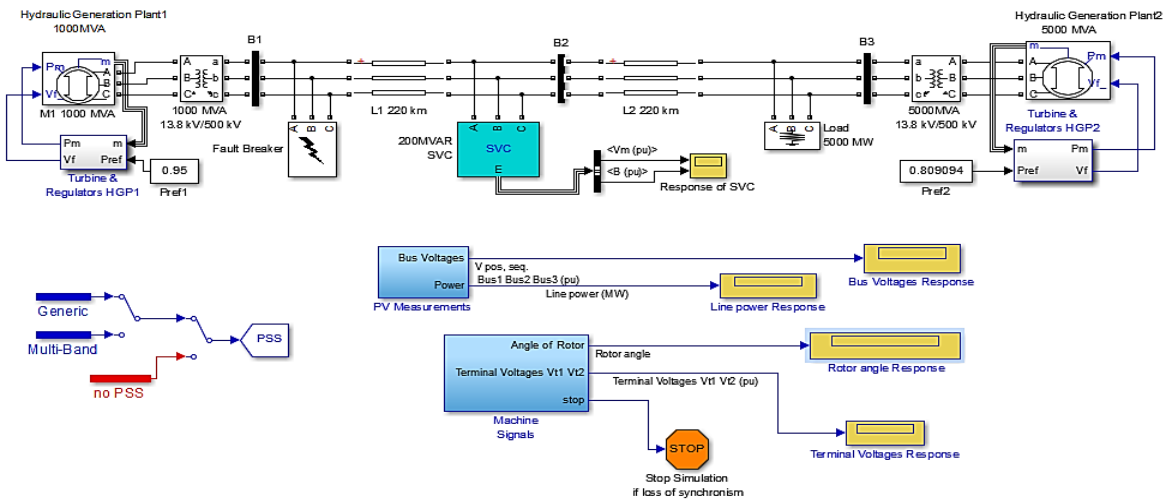 Hydraulic Generation Plant1
1000MVA
Hydraulic Generation Plant2
5000 MVA
B1
B2
B3
Pm
m
A
B
C
Vf_
M1 1000 MVA
A
B
C
a
b
c
1000 MVA
13.8 kV/500 kV
L1 220 km
L2 220 km
a
b
c
A
B
C
5000MVA
13.8 kV/500 kV
m
A
B
C
Pm
Vf_
Turbine &
Regulators HGP2
Pm
Vf
m
Pref
0.95
Pref1
Turbine &
Regulators HGP1
Fault Breaker
A
B
C
200MVAR
SVC
A
B
C
SVC
E
<Vm (pu)>
<B (pu)>
Response of SVC
A
B
C
Load
5000 MW
0.809094
Pref2
m
Pref
Pm
Vf
Bus Voltages
Power
PV Measurements
V pos, seq.
Bus1 Bus2 Bus3 (pu)
Line power (MW)
Bus Voltages Response
Line power Response
Generic
Multi-Band
no PSS
PSS
Angle of Rotor
Terminal Voltages Vt1 Vt2
stop
Machine
Signals
Rotor angle
Terminal Voltages Vt1 Vt2 (pu)
Rotor angle Response
Terminal Voltages Response
STOP
Stop Simulation
if loss of synchronism